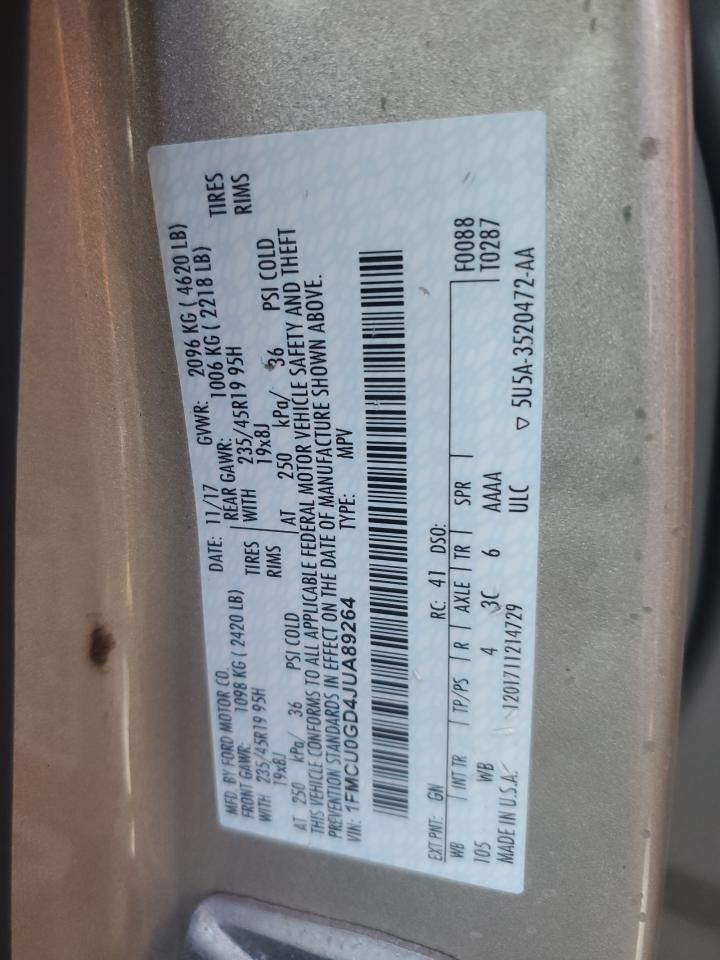 MFD. BY FORD MOTOR CO.
DATE: 11/17 GVWR: 2096 KG ( 4620 LB)
FRONT GAWR: 1098 KG ( 2420 LB) REAR GAWR: 1006 KG ( 2218 LB)
WITH 235/45R19 95H TIRES WITH 235/45R19 95H TIRES
19x8J RIMS 19x8J RIMS
AT 250 kPa/ 36 PSI COLD AT 250 kPa/ 36 PSI COLD
THIS VEHICLE CONFORMS TO ALL APPLICABLE FEDERAL MOTOR VEHICLE SAFETY AND THEFT
PREVENTION STANDARDS IN EFFECT ON THE DATE OF MANUFACTURE SHOWN ABOVE.
VIN: 1FMCU0GD4JUA89264 TYPE: MPV
EXT PNT: GN RC: 41 DSO:
WB INT TR TP/PS R AXLE TR SPR F0088
105 WB 4 3C 6 AAAA T0287
MADE IN U.S.A. 1201711214729 ULC ▽ 5U5A-3520472-AA